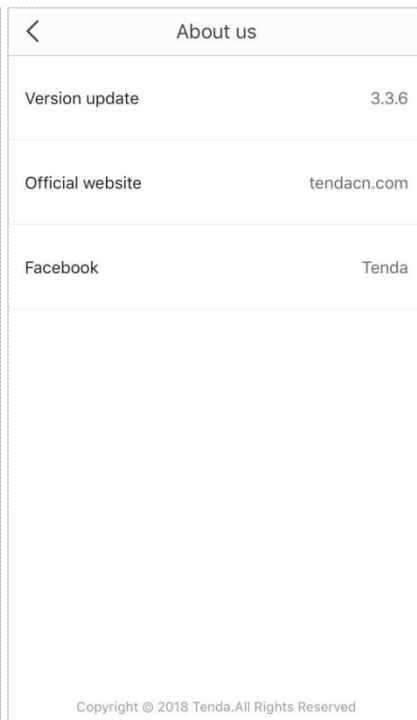 About us
Version update 3.3.6
Official website tendacn.com
Facebook Tenda
Copyright © 2018 Tenda.All Rights Reserved